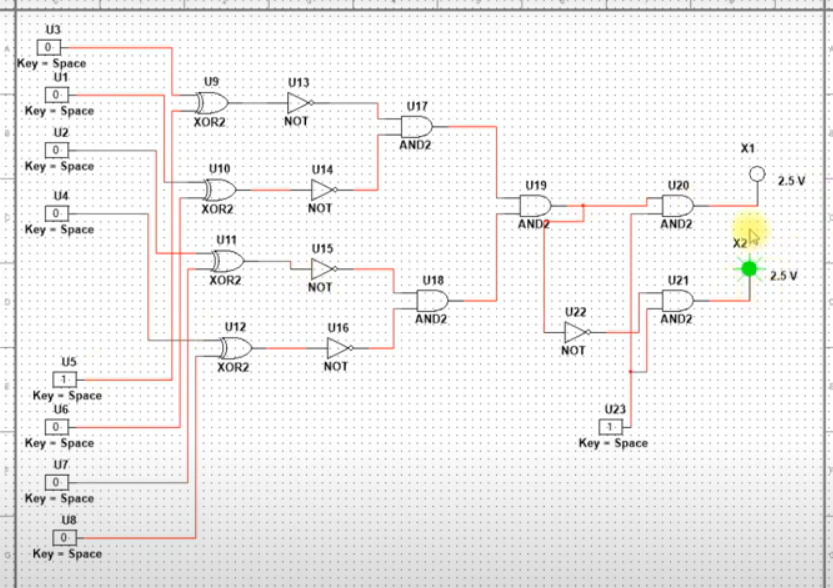 U3
0
Key = Space
U1
0
Key = Space
U2
0
Key = Space
U4
0
Key = Space
U9
XOR2
U13
NOT
U17
AND2
U10
XOR2
U14
NOT
U11
XOR2
U15
NOT
U18
AND2
U12
XOR2
U16
NOT
U19
AND2
U20
AND2
X1
2.5 V
X2
2.5 V
U21
AND2
U22
NOT
U23
1
Key = Space
U5
1
Key = Space
U6
0
Key = Space
U7
0
Key = Space
U8
0
Key = Space